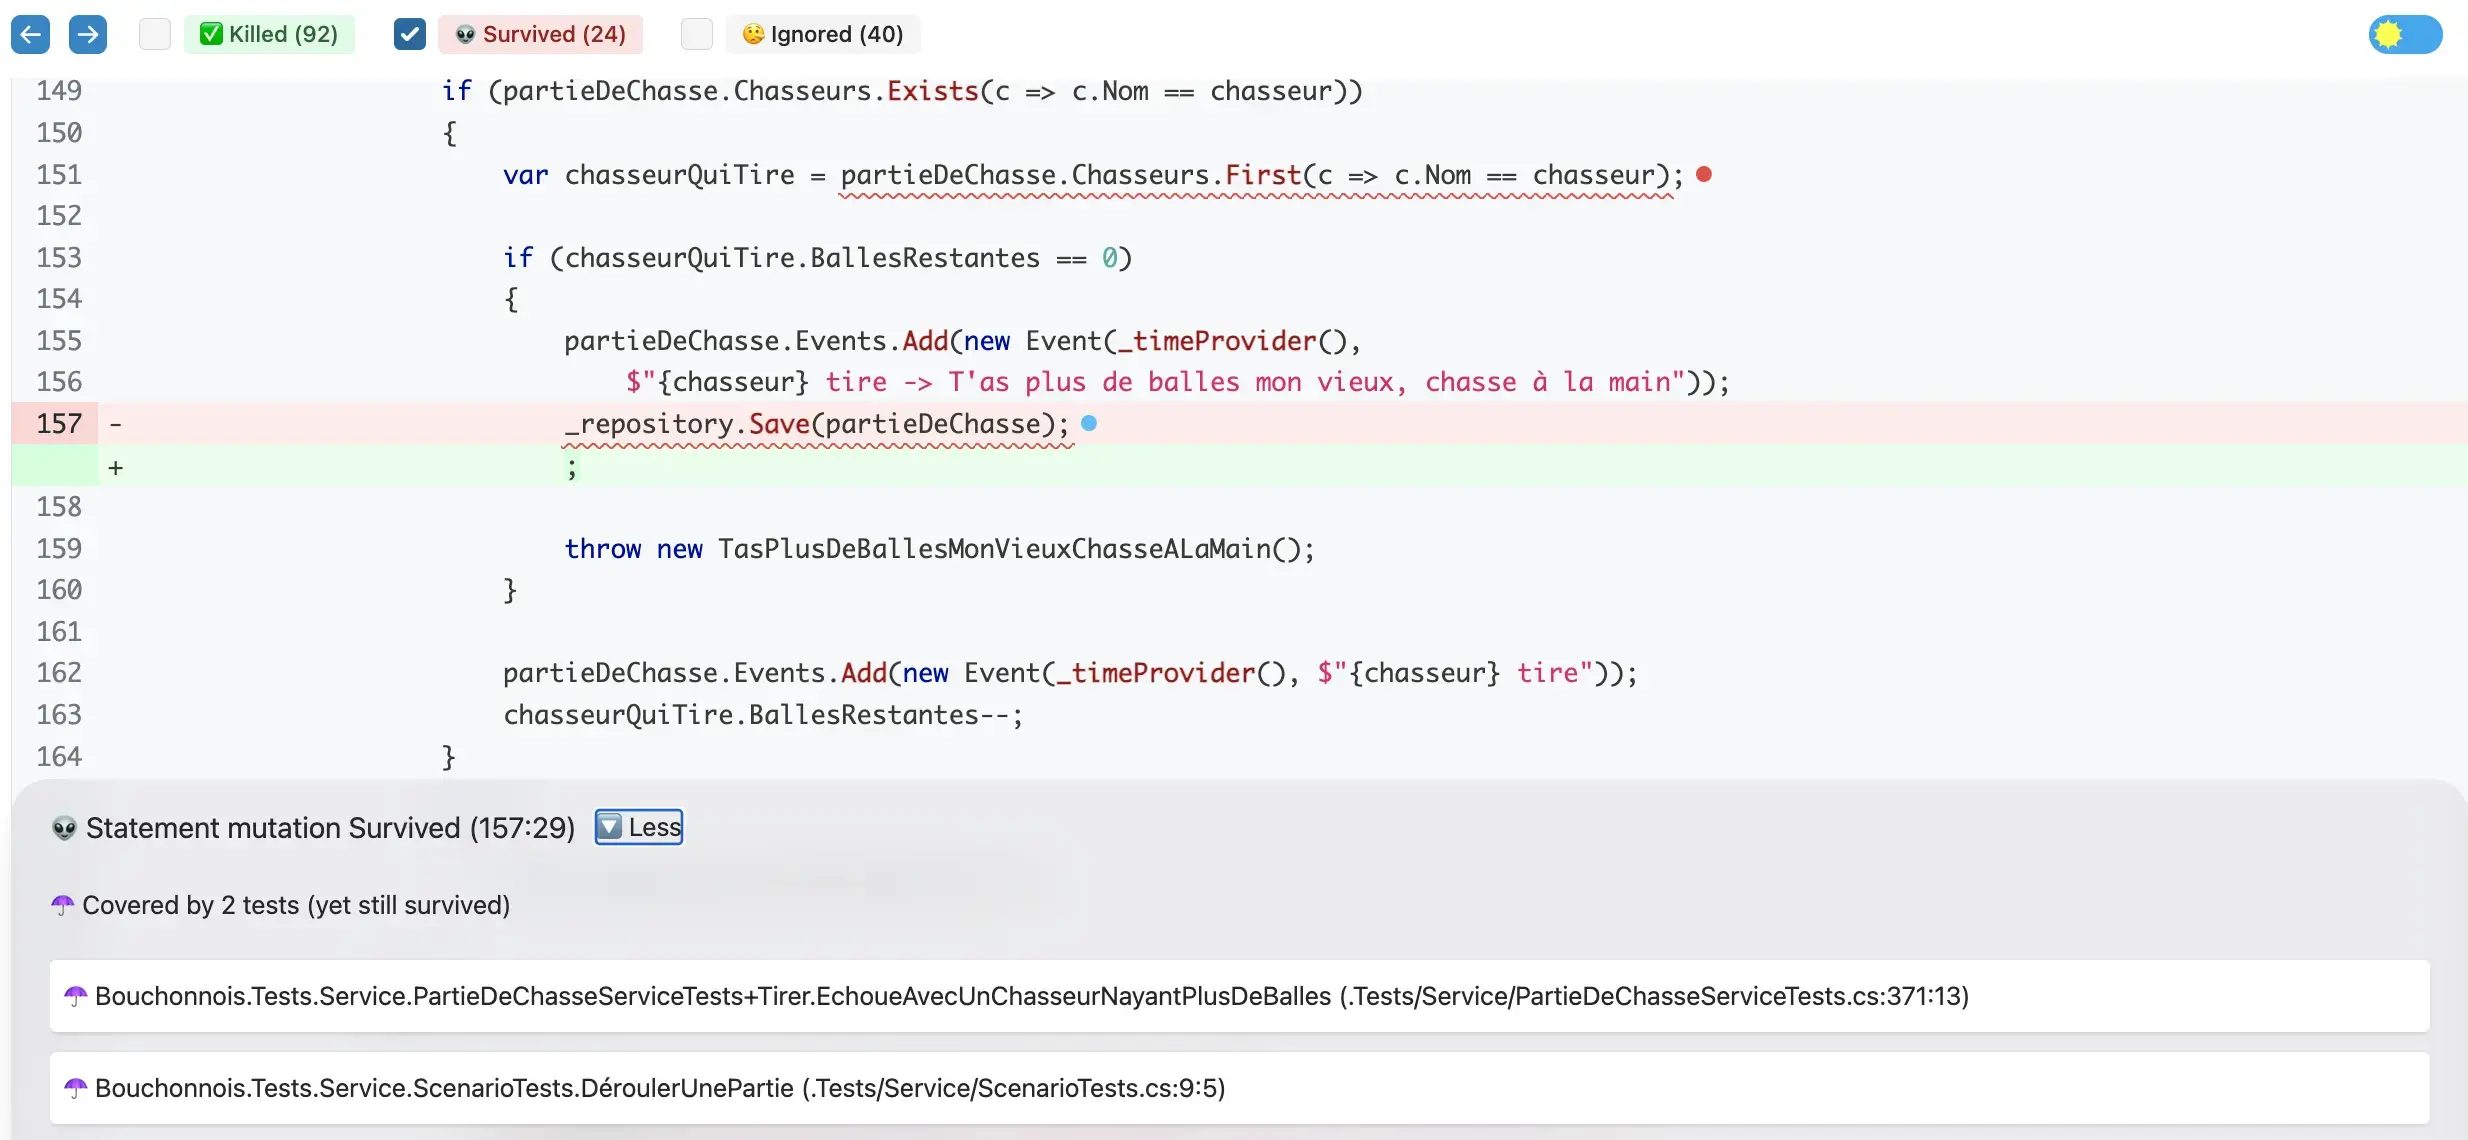 Killed (92) Survived (24) Ignored (40)
149 if (partieDeChasse.Chasseurs.Exists(c => c.Nom == chasseur))
150 {
151 var chasseurQuiTire = partieDeChasse.Chasseurs.First(c => c.Nom == chasseur);
152
153 if (chasseurQuiTire.BallesRestantes == 0)
154 {
155 partieDeChasse.Events.Add(new Event(_timeProvider(),
156 $"{chasseur} tire -> T'as plus de balles mon vieux, chasse à la main"));
157 - _repository.Save(partieDeChasse);
+ ;
158
159 throw new TasPlusDeBallesMonVieuxChasseALaMain();
160 }
161
162 partieDeChasse.Events.Add(new Event(_timeProvider(), $"{chasseur} tire"));
163 chasseurQuiTire.BallesRestantes--;
164 }
Statement mutation Survived (157:29) Less
Covered by 2 tests (yet still survived)
Bouchonnois.Tests.Service.PartieDeChasseServiceTests+Tirer.EchoueAvecUnChasseurNayantPlusDeBalles (.Tests/Service/PartieDeChasseServiceTests.cs:371:13)
Bouchonnois.Tests.Service.ScenarioTests.DéroulerUnePartie (.Tests/Service/ScenarioTests.cs:9:5)